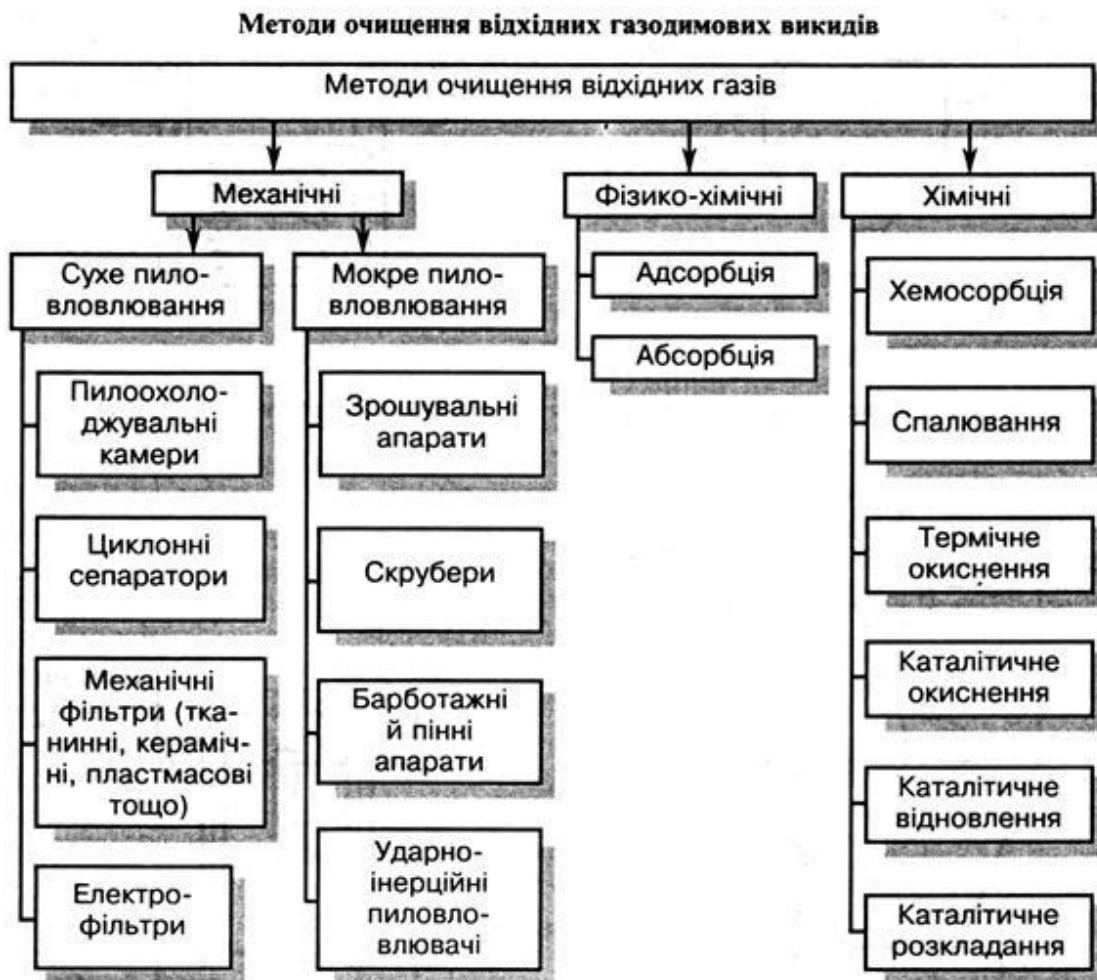 Методи очищення відхідних газодимових викидів
Методи очищення відхідних газів
Механічні
Сухе пило-
вловлювання
Пилоохоло-
джувальні
камери
Циклонні
сепаратори
Механічні
фільтри (тка-
нинні, кераміч-
ні, пластмасові
тощо)
Електро-
фільтри
Мокре пило-
вловлювання
Зрошувальні
апарати
Скрубери
Барботажні
й пінні
апарати
Ударно-
інерційні
пиловло-
влювачі
Фізико-хімічні
Адсорбція
Абсорбція
Хімічні
Хемосорбція
Спалювання
Термічне
окиснення
Каталітичне
окиснення
Каталітичне
відновлення
Каталітичне
розкладання